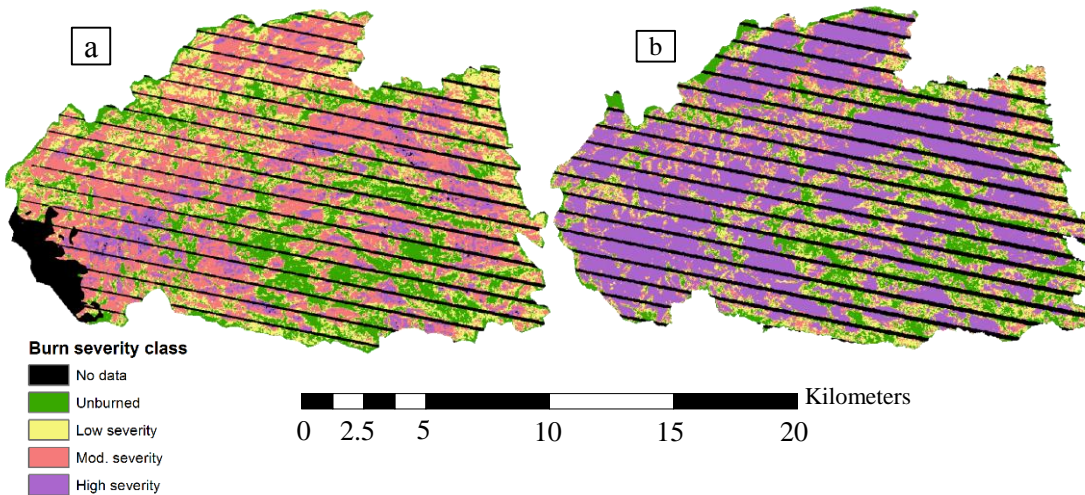 a
b
Burn severity class
No data
Unburned
Low severity
Mod. severity
High severity
Kilometers
0 2.5 5 10 15 20